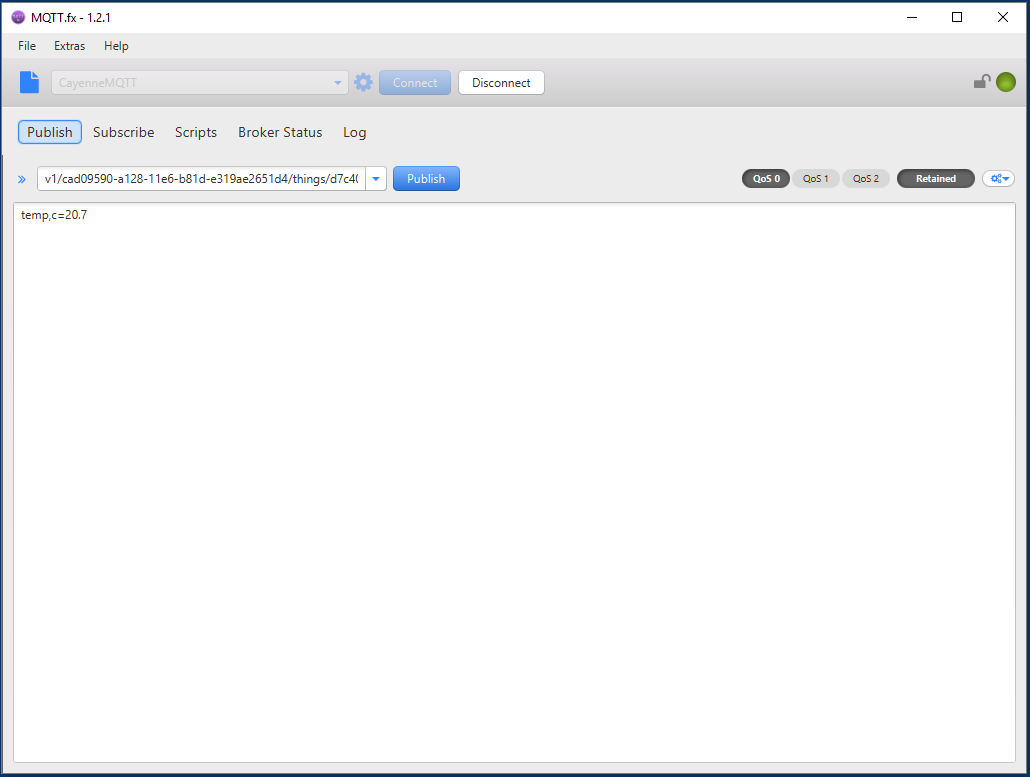 MQTT.fx - 1.2.1
File Extras Help
CayenneMQTT Connect Disconnect
Publish Subscribe Scripts Broker Status Log
v1/cad09590-a128-11e6-b81d-e319ae2651d4/things/d7c40 Publish QoS 0 QoS 1 QoS 2 Retained
temp,c=20.7